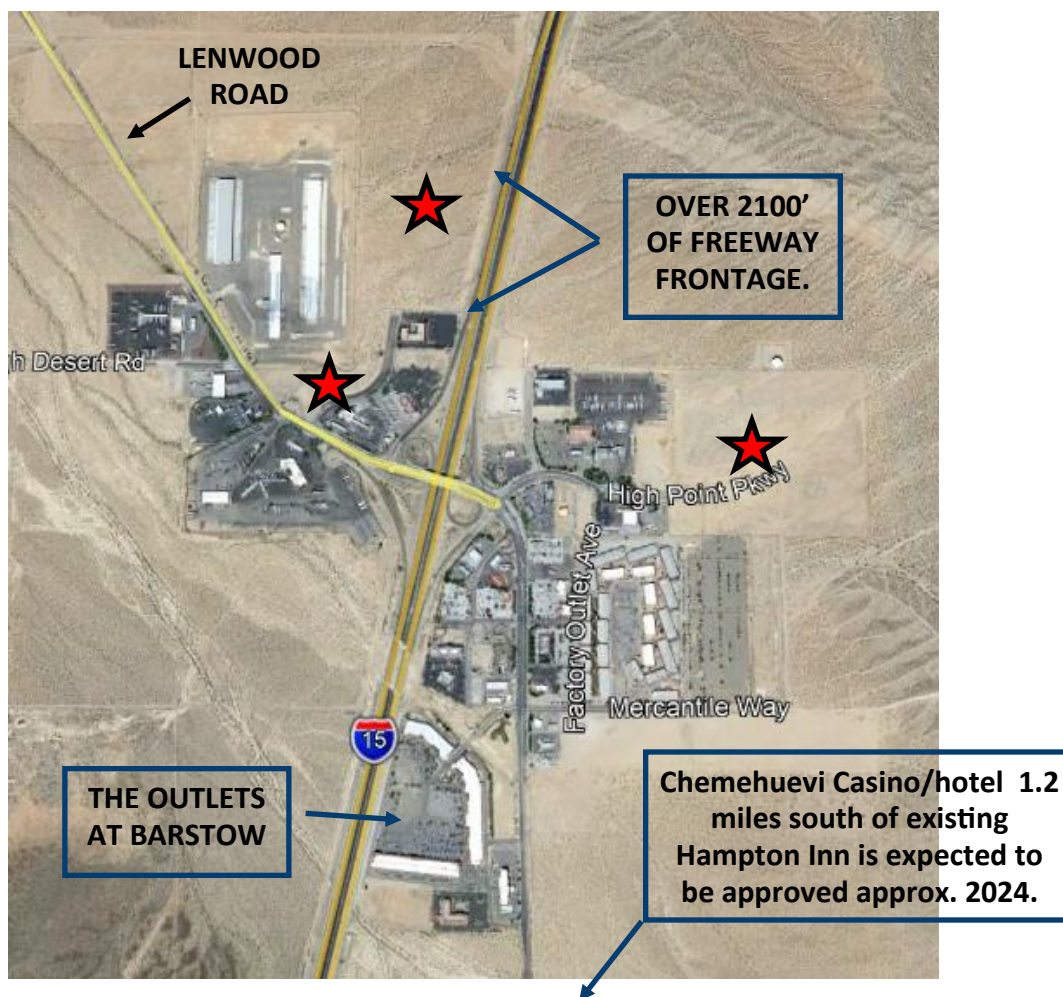 LENWOOD
ROAD
OVER 2100’
OF FREEWAY
FRONTAGE.
h Desert Rd
High Point Pkwy
Factory Outlet Ave
Mercantile Way
15
THE OUTLETS
AT BARSTOW
Chemehuevi Casino/hotel 1.2
miles south of existing
Hampton Inn is expected to
be approved approx. 2024.